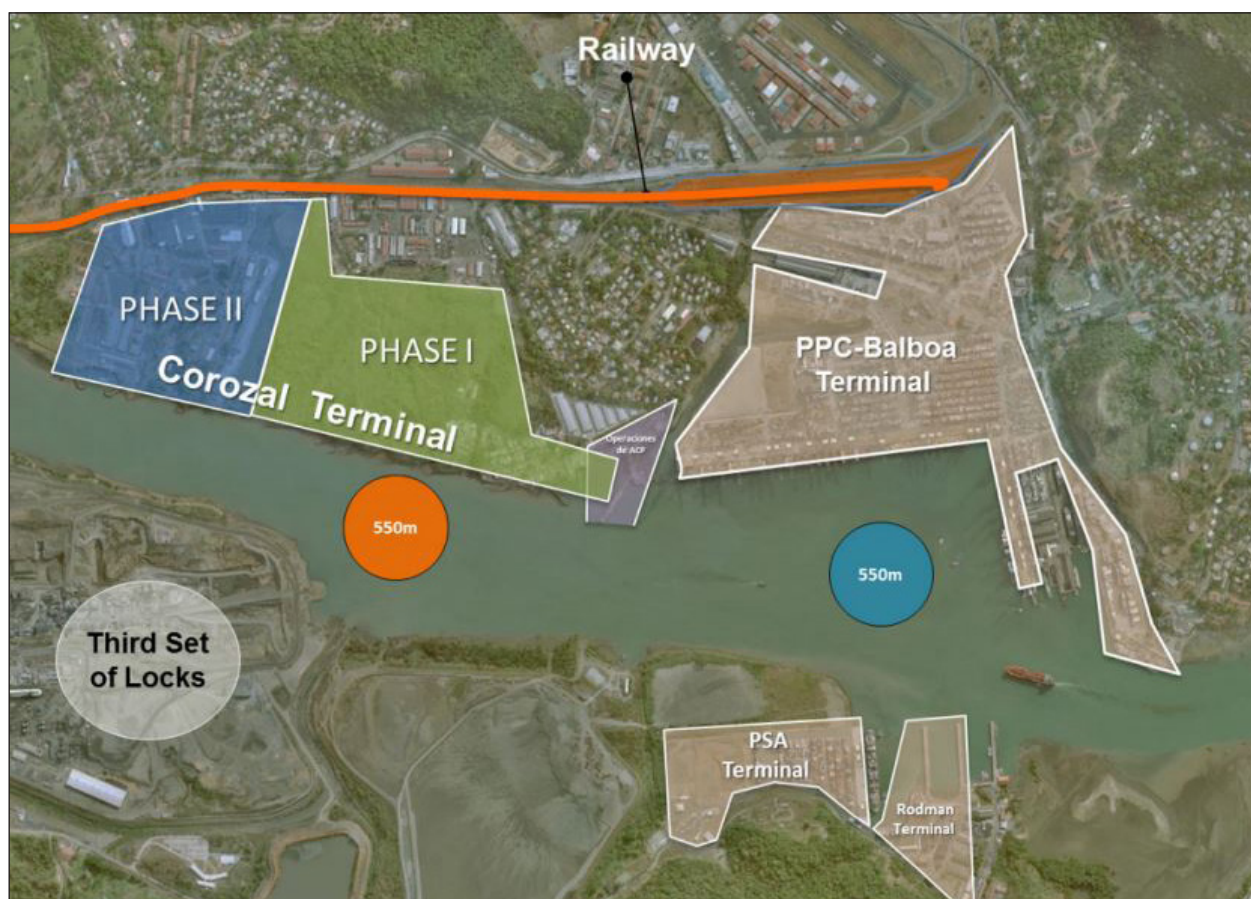 Railway
PHASE II
PHASE I
Corozal Terminal
PPC-Balboa
Terminal
Operaciones
de ACP
550m
550m
Third Set
of Locks
PSA
Terminal
Rodman
Terminal